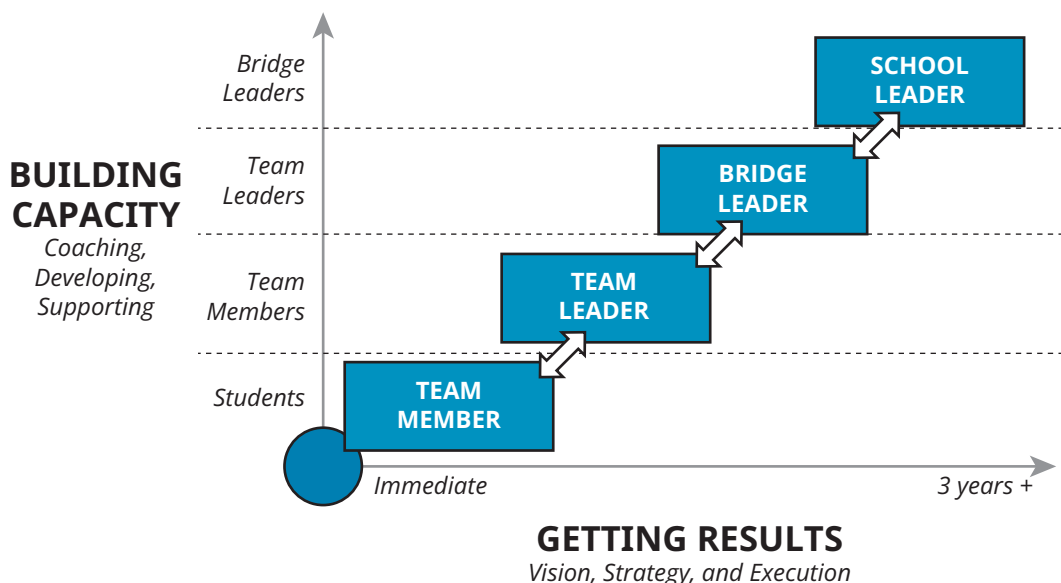 Bridge
Leaders
SCHOOL
LEADER
BUILDING
CAPACITY
Coaching,
Developing,
Supporting
Team
Leaders
BRIDGE
LEADER
Team
Members
TEAM
LEADER
Students
TEAM
MEMBER
Immediate
3 years +
GETTING RESULTS
Vision, Strategy, and Execution